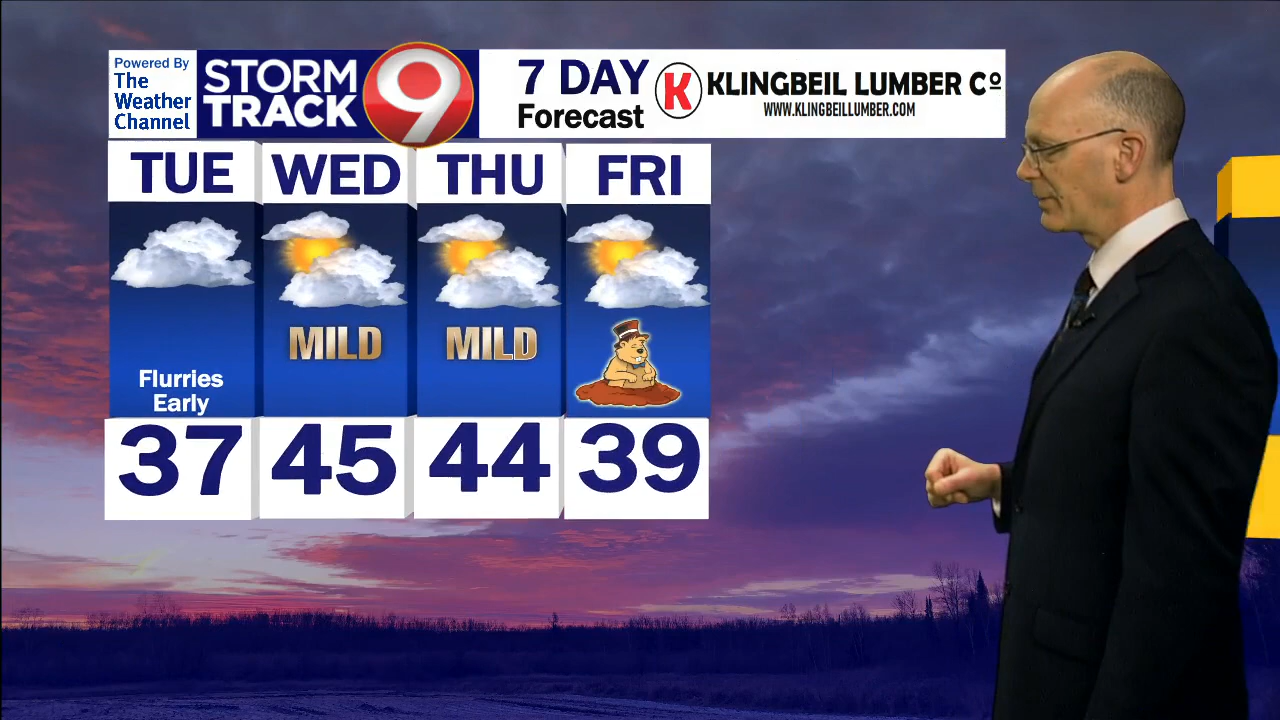 Powered By
The
Weather
Channel
STORM
TRACK
9
7 DAY
Forecast
K
KLINGBEIL LUMBER Cº
WWW.KLINGBEILLUMBER.COM
TUE WED THU FRI
MILD MILD
Flurries
Early
37 45 44 39